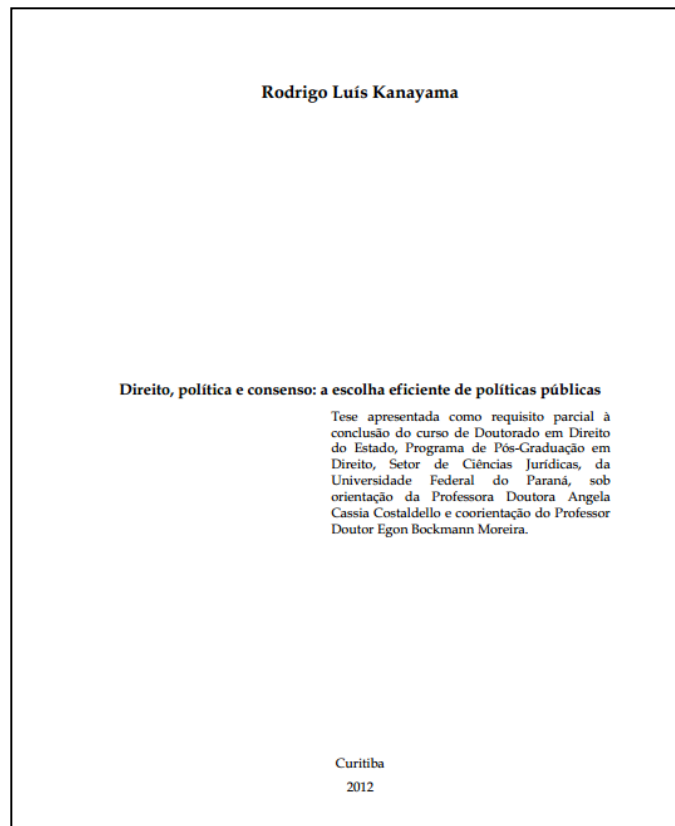 Rodrigo Luís Kanayama
Direito, política e consenso: a escolha eficiente de políticas públicas
Tese apresentada como requisito parcial à
conclusão do curso de Doutorado em Direito
do Estado, Programa de Pós-Graduação em
Direito, Setor de Ciências Jurídicas, da
Universidade Federal do Paraná, sob
orientação da Professora Doutora Angela
Cassia Costaldello e coorientação do Professor
Doutor Egon Bockmann Moreira.
Curitiba
2012